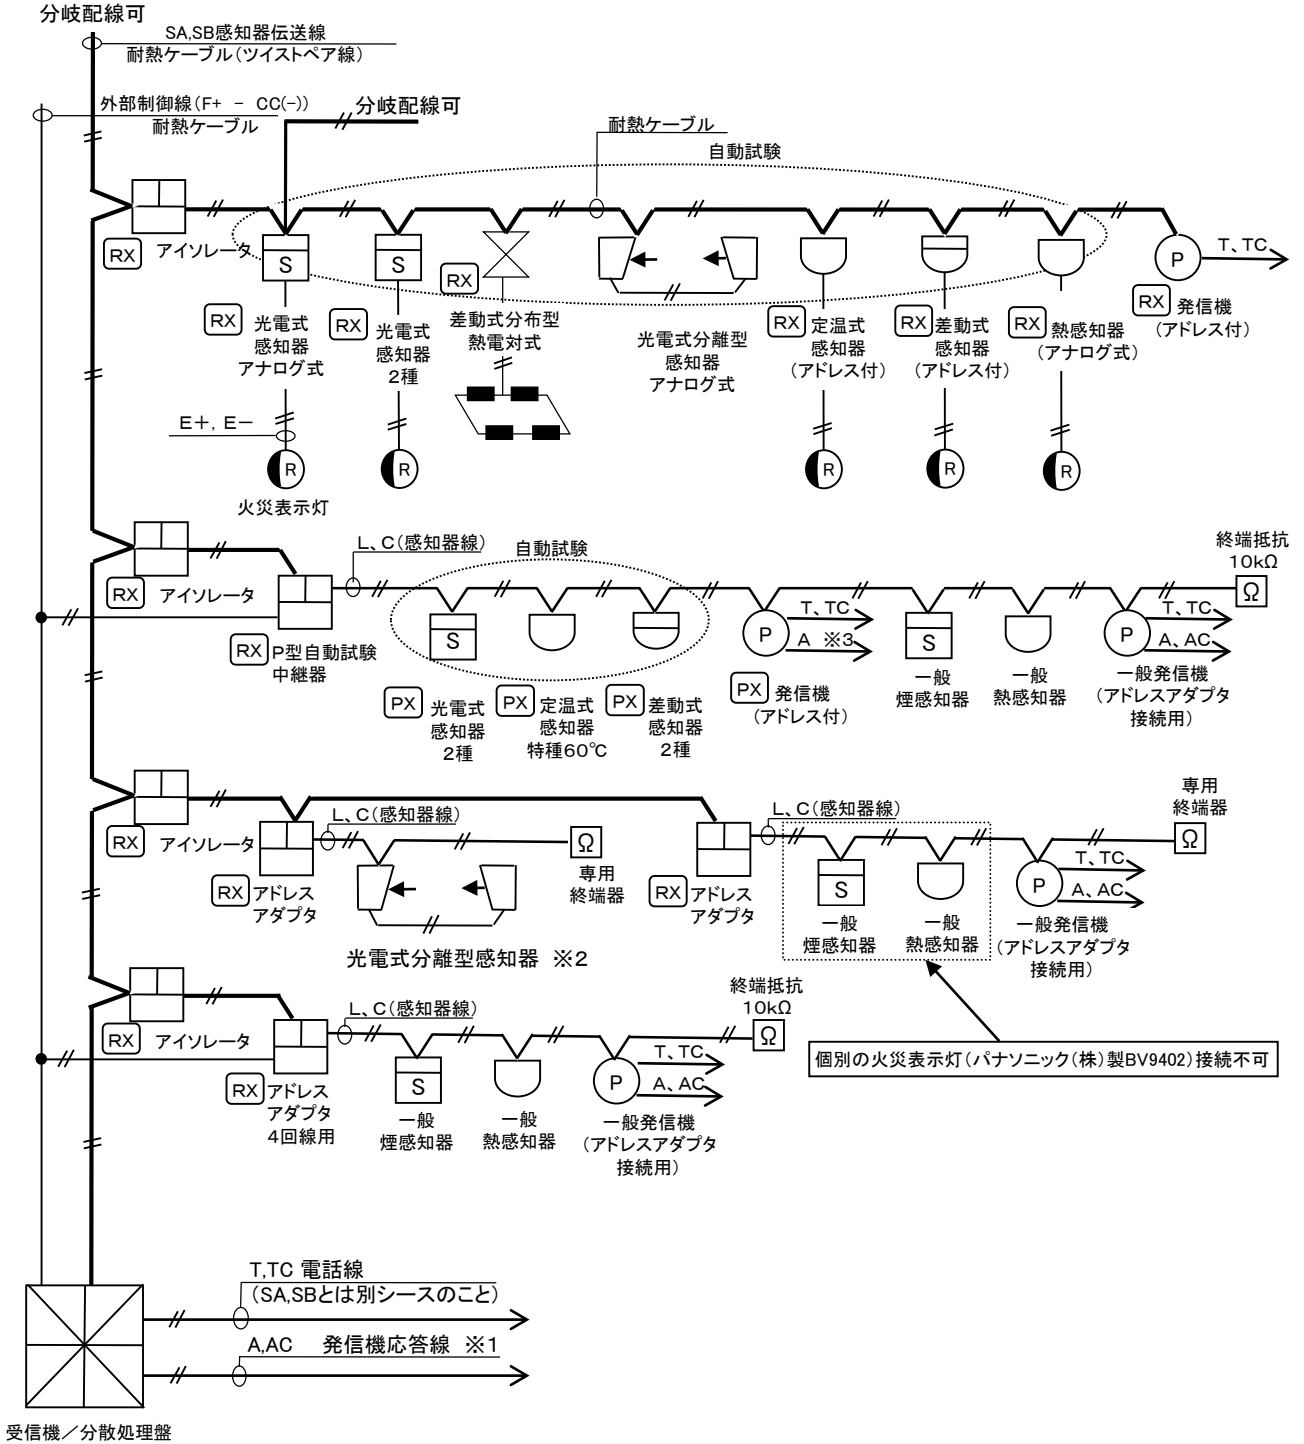 分岐配線可
SA,SB感知器伝送線
耐熱ケーブル(ツイストペア線)
外部制御線(F+ － CC(-))
耐熱ケーブル
分岐配線可
耐熱ケーブル
自動試験
RX アイソレータ
S
S
P
T、TC
RX 光電式
感知器
アナログ式
RX 光電式
感知器
2種
RX
差動式分布型
熱電対式
光電式分離型
感知器
アナログ式
RX 定温式
感知器
(アドレス付)
RX 差動式
感知器
(アドレス付)
RX 熱感知器
(アナログ式)
RX 発信機
(アドレス付)
E＋, E－
R
R
R
R
R
火災表示灯
RX アイソレータ
L、C(感知器線)
自動試験
終端抵抗
10kΩ
Ω
RX P型自動試験
中継器
S
P
T、TC
A ※3
S
P
T、TC
A、AC
PX 光電式
感知器
2種
PX 定温式
感知器
特種60℃
PX 差動式
感知器
2種
PX 発信機
(アドレス付)
一般
煙感知器
一般
熱感知器
一般発信機
(アドレスアダプタ
接続用)
RX アイソレータ
L、C(感知器線)
Ω
専用
終端器
RX アドレス
アダプタ
光電式分離型感知器 ※2
L、C(感知器線)
専用
終端器
Ω
RX アドレス
アダプタ
S
P
T、TC
A、AC
一般
煙感知器
一般
熱感知器
一般発信機
(アドレスアダプタ
接続用)
個別の火災表示灯(パナソニック(株)製BV9402)接続不可
RX アイソレータ
L、C(感知器線)
終端抵抗
10kΩ
Ω
RX アドレス
アダプタ
4回線用
S
P
T、TC
A、AC
一般
煙感知器
一般
熱感知器
一般発信機
(アドレスアダプタ
接続用)
T,TC 電話線
(SA,SBとは別シースのこと)
A,AC 発信機応答線 ※1
受信機／分散処理盤